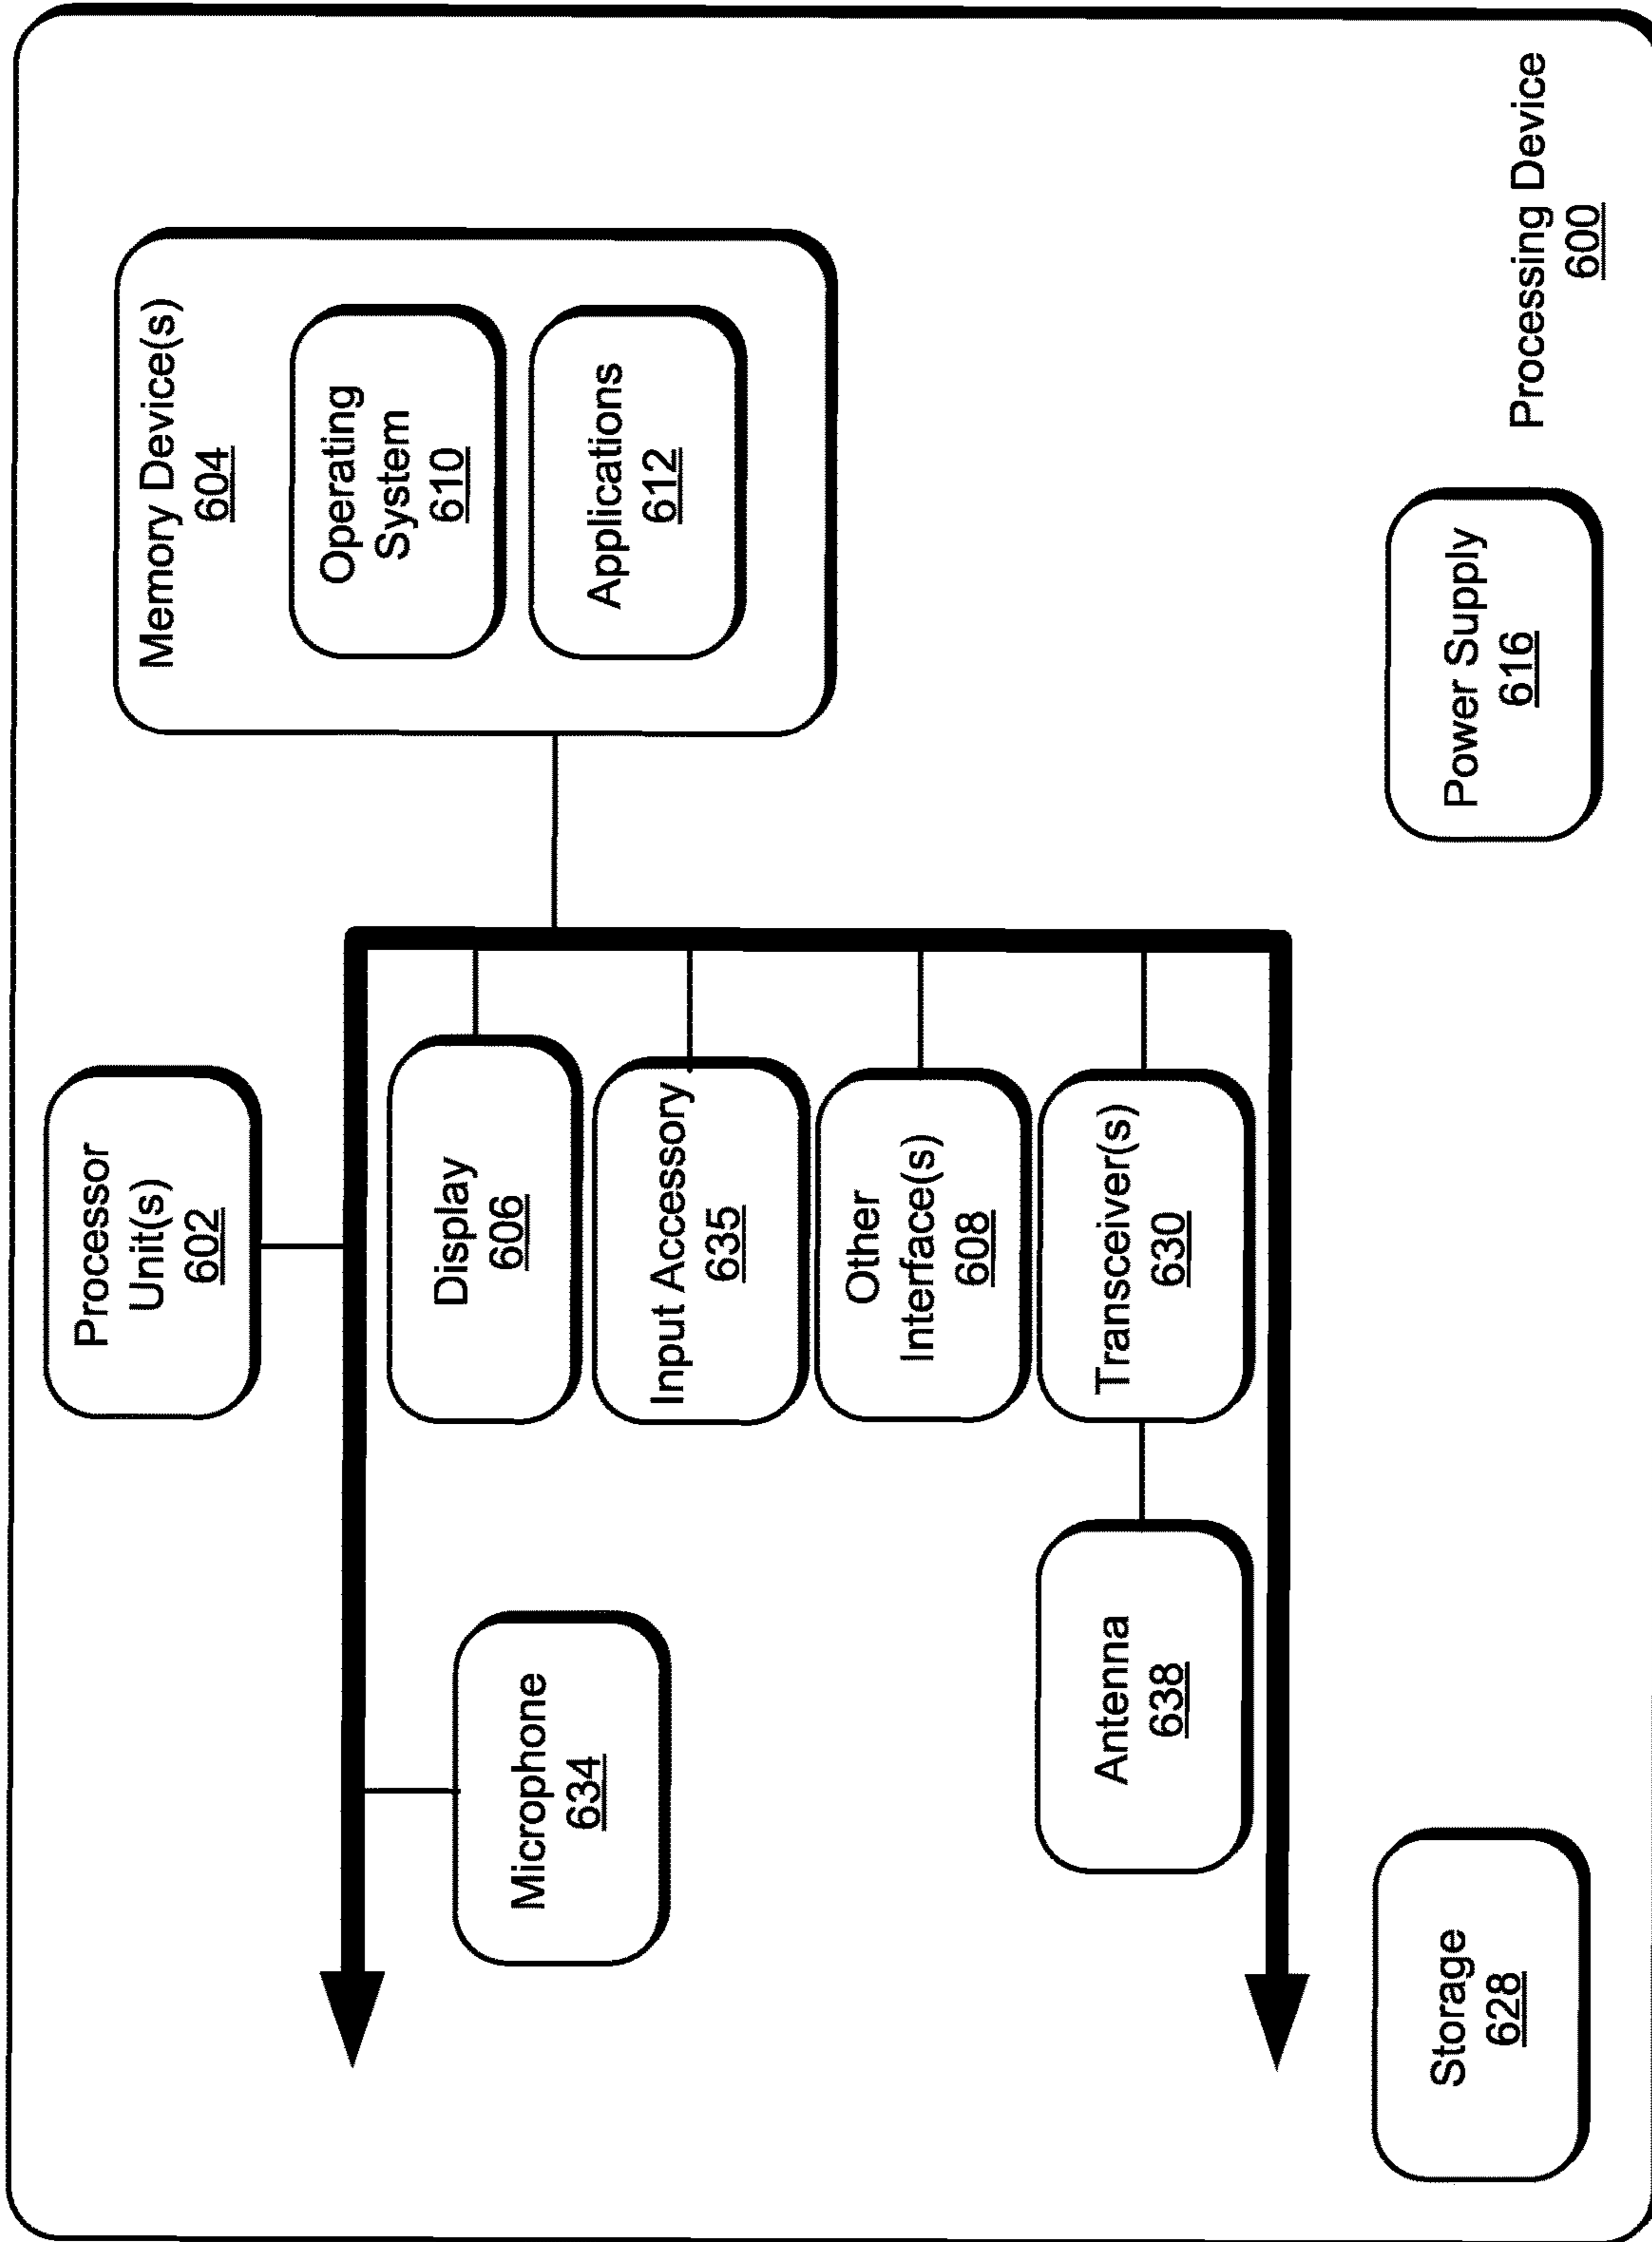 Memory Device(s)
604
Operating
System
610
Applications
612
Processor
Unit(s)
602
Display
606
Input Accessory
635
Other
Interface(s)
608
Transceiver(s)
630
Microphone
634
Antenna
638
Storage
628
Power Supply
616
Processing Device
600